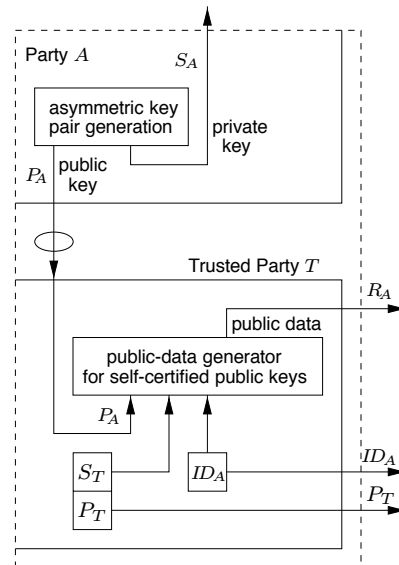 Party A
S_A
asymmetric key
pair generation
private
key
P_A
public
key
Trusted Party T
R_A
public data
public-data generator
for self-certified public keys
P_A
S_T
ID_A
ID_A
P_T
P_T